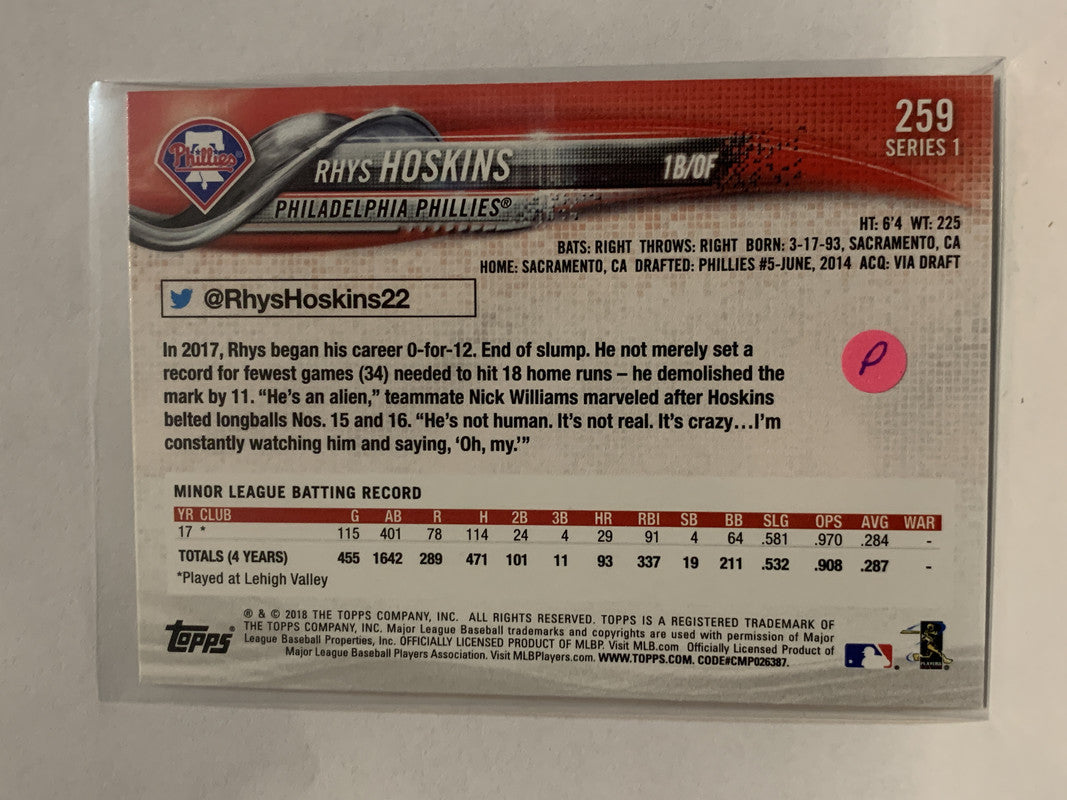 259
SERIES 1
Phillies
RHYS HOSKINS 1B/OF
PHILADELPHIA PHILLIES®
HT: 6'4 WT: 225
BATS: RIGHT THROWS: RIGHT BORN: 3-17-93, SACRAMENTO, CA
HOME: SACRAMENTO, CA DRAFTED: PHILLIES #5-JUNE, 2014 ACQ: VIA DRAFT
@RhysHoskins22
In 2017, Rhys began his career 0-for-12. End of slump. He not merely set a
record for fewest games (34) needed to hit 18 home runs – he demolished the
mark by 11. “He's an alien,” teammate Nick Williams marveled after Hoskins
belted longballs Nos. 15 and 16. “He's not human. It's not real. It's crazy...I'm
constantly watching him and saying, ‘Oh, my.’”
P
MINOR LEAGUE BATTING RECORD
YR CLUB G AB R H 2B 3B HR RBI SB BB SLG OPS AVG WAR
17 * 115 401 78 114 24 4 29 91 4 64 .581 .970 .284 -
TOTALS (4 YEARS) 455 1642 289 471 101 11 93 337 19 211 .532 .908 .287 -
*Played at Lehigh Valley
® & © 2018 THE TOPPS COMPANY, INC. ALL RIGHTS RESERVED. TOPPS IS A REGISTERED TRADEMARK OF
THE TOPPS COMPANY, INC. Major League Baseball trademarks and copyrights are used with permission of Major
League Baseball Properties, Inc. OFFICIALLY LICENSED PRODUCT OF MLBP. Visit MLB.com Officially Licensed Product of
Major League Baseball Players Association. Visit MLBPlayers.com. WWW.TOPPS.COM. CODE#CMP026387.
Topps®
PLAYERS